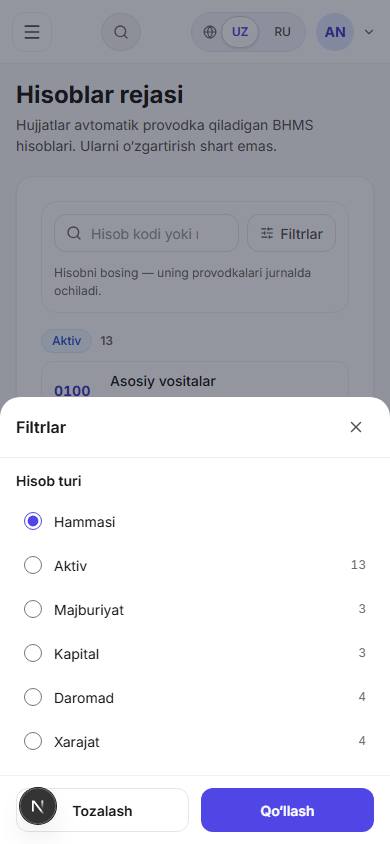 UZ
RU
AN
Hisoblar rejasi
Hujjatlar avtomatik provodka qiladigan BHMS
hisoblari. Ularni o‘zgartirish shart emas.
Hisob kodi yoki
Filtrlar
Hisobni bosing — uning provodkalari jurnalda
ochiladi.
Aktiv 13
Asosiy vositalar
0100
Filtrlar
Hisob turi
Hammasi
Aktiv 13
Majburiyat 3
Kapital 3
Daromad 4
Xarajat 4
N
Tozalash
Qo‘llash